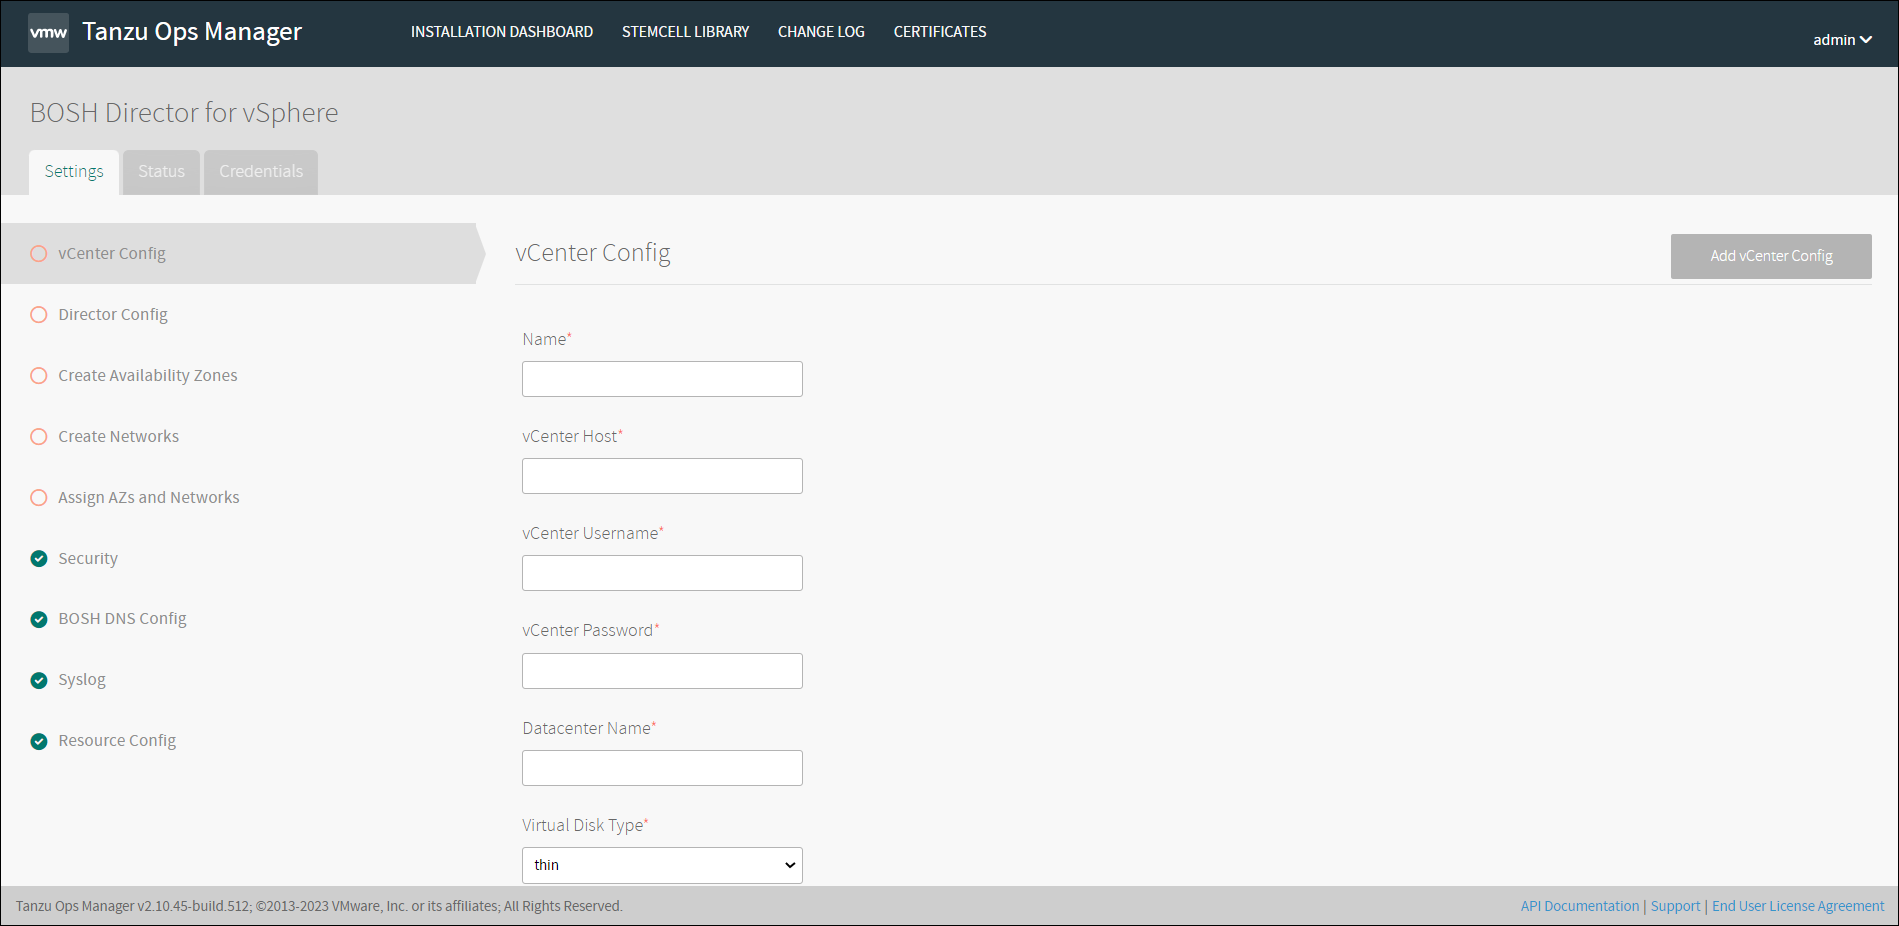 vmw Tanzu Ops Manager INSTALLATION DASHBOARD STEMCELL LIBRARY CHANGE LOG CERTIFICATES admin
BOSH Director for vSphere
Settings Status Credentials
vCenter Config
Director Config
Create Availability Zones
Create Networks
Assign AZs and Networks
Security
BOSH DNS Config
Syslog
Resource Config
vCenter Config
Add vCenter Config
Name*
vCenter Host*
vCenter Username*
vCenter Password*
Datacenter Name*
Virtual Disk Type*
thin
Tanzu Ops Manager v2.10.45-build.512; ©2013-2023 VMware, Inc. or its affiliates; All Rights Reserved. API Documentation | Support | End User License Agreement